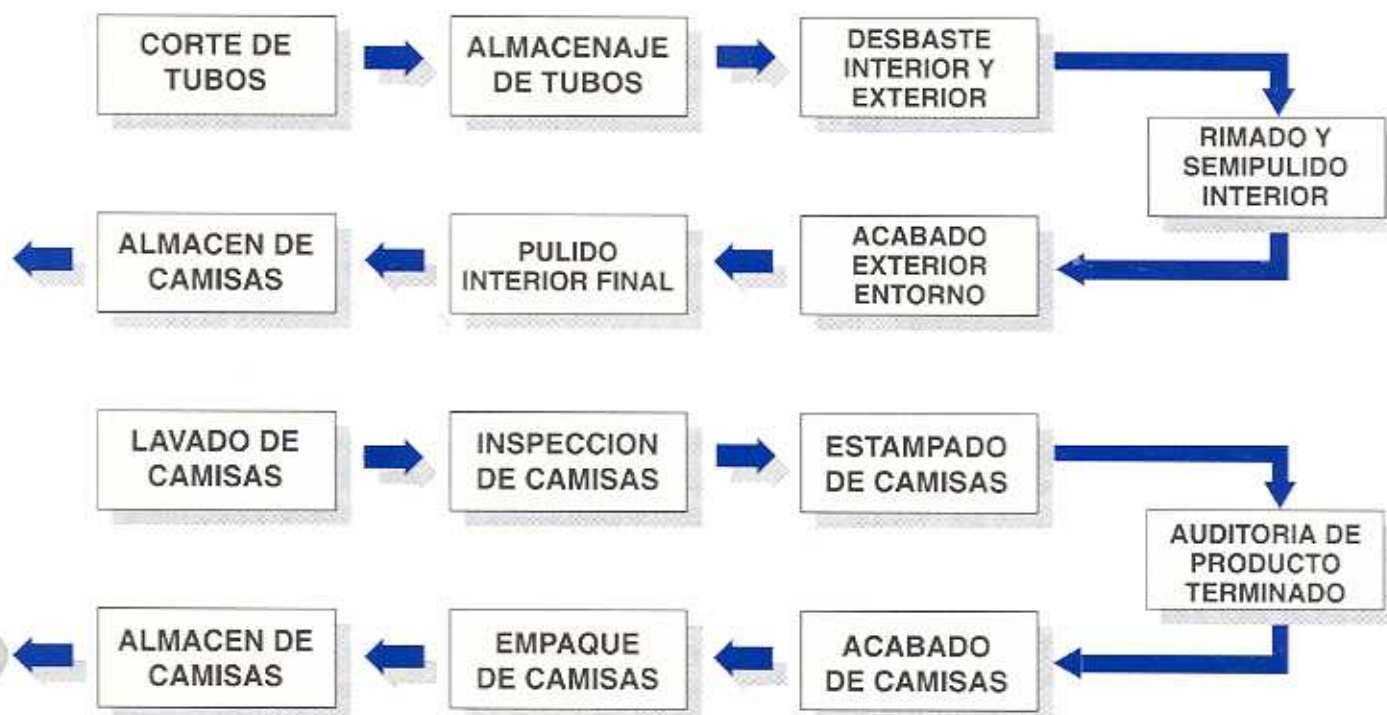 CORTE DE
TUBOS
ALMACENAJE
DE TUBOS
DESBASTE
INTERIOR Y
EXTERIOR
RIMADO Y
SEMIPULIDO
INTERIOR
ACABADO
EXTERIOR
ENTORNO
PULIDO
INTERIOR FINAL
ALMACEN DE
CAMISAS
LAVADO DE
CAMISAS
INSPECCION
DE CAMISAS
ESTAMPADO
DE CAMISAS
AUDITORIA DE
PRODUCTO
TERMINADO
ACABADO
DE CAMISAS
EMPAQUE
DE CAMISAS
ALMACEN DE
CAMISAS